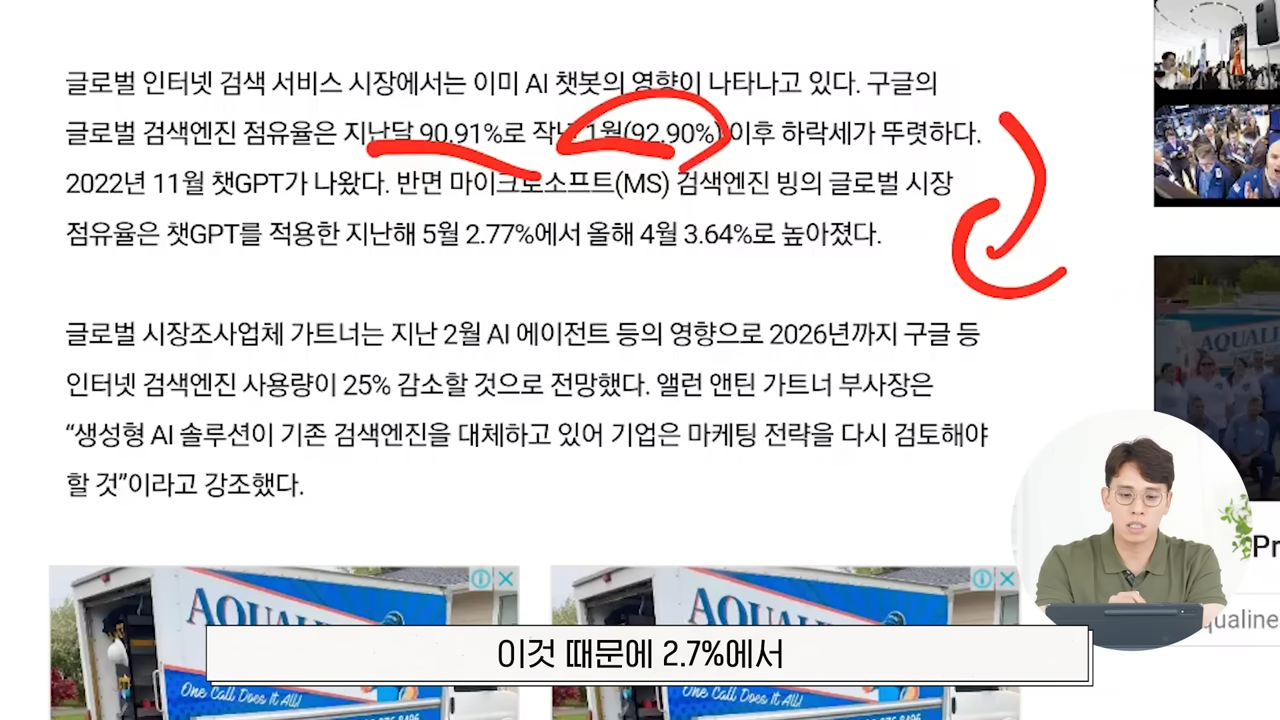 글로벌 인터넷 검색 서비스 시장에서는 이미 AI 챗봇의 영향이 나타나고 있다. 구글의
글로벌 검색엔진 점유율은 지난달 90.91%로 작년 1월(92.90%) 이후 하락세가 뚜렷하다.
2022년 11월 챗GPT가 나왔다. 반면 마이크로소프트(MS) 검색엔진 빙의 글로벌 시장
점유율은 챗GPT를 적용한 지난해 5월 2.77%에서 올해 4월 3.64%로 높아졌다.
글로벌 시장조사업체 가트너는 지난 2월 AI 에이전트 등의 영향으로 2026년까지 구글 등
인터넷 검색엔진 사용량이 25% 감소할 것으로 전망했다. 앨런 앤틴 가트너 부사장은
“생성형 AI 솔루션이 기존 검색엔진을 대체하고 있어 기업은 마케팅 전략을 다시 검토해야
할 것”이라고 강조했다.
AQUALI
Pr
qualine
AQUALI
AQUALI
이것 때문에 2.7%에서
One Call Does It All!
One Call Does It All!